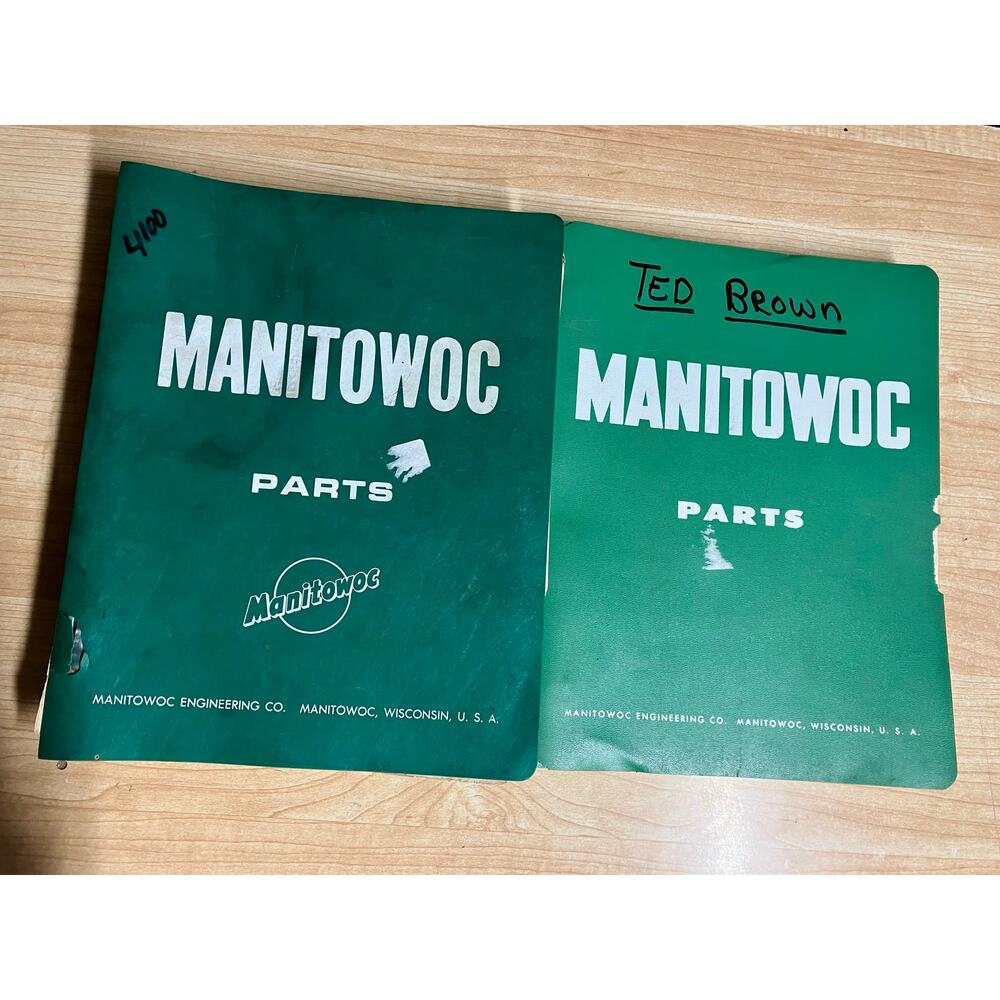 4100
MANITOWOC
PARTS
Manitowoc
MANITOWOC ENGINEERING CO. MANITOWOC, WISCONSIN, U. S. A.
TED BROWN
MANITOWOC
PARTS
MANITOWOC ENGINEERING CO. MANITOWOC, WISCONSIN, U. S. A.